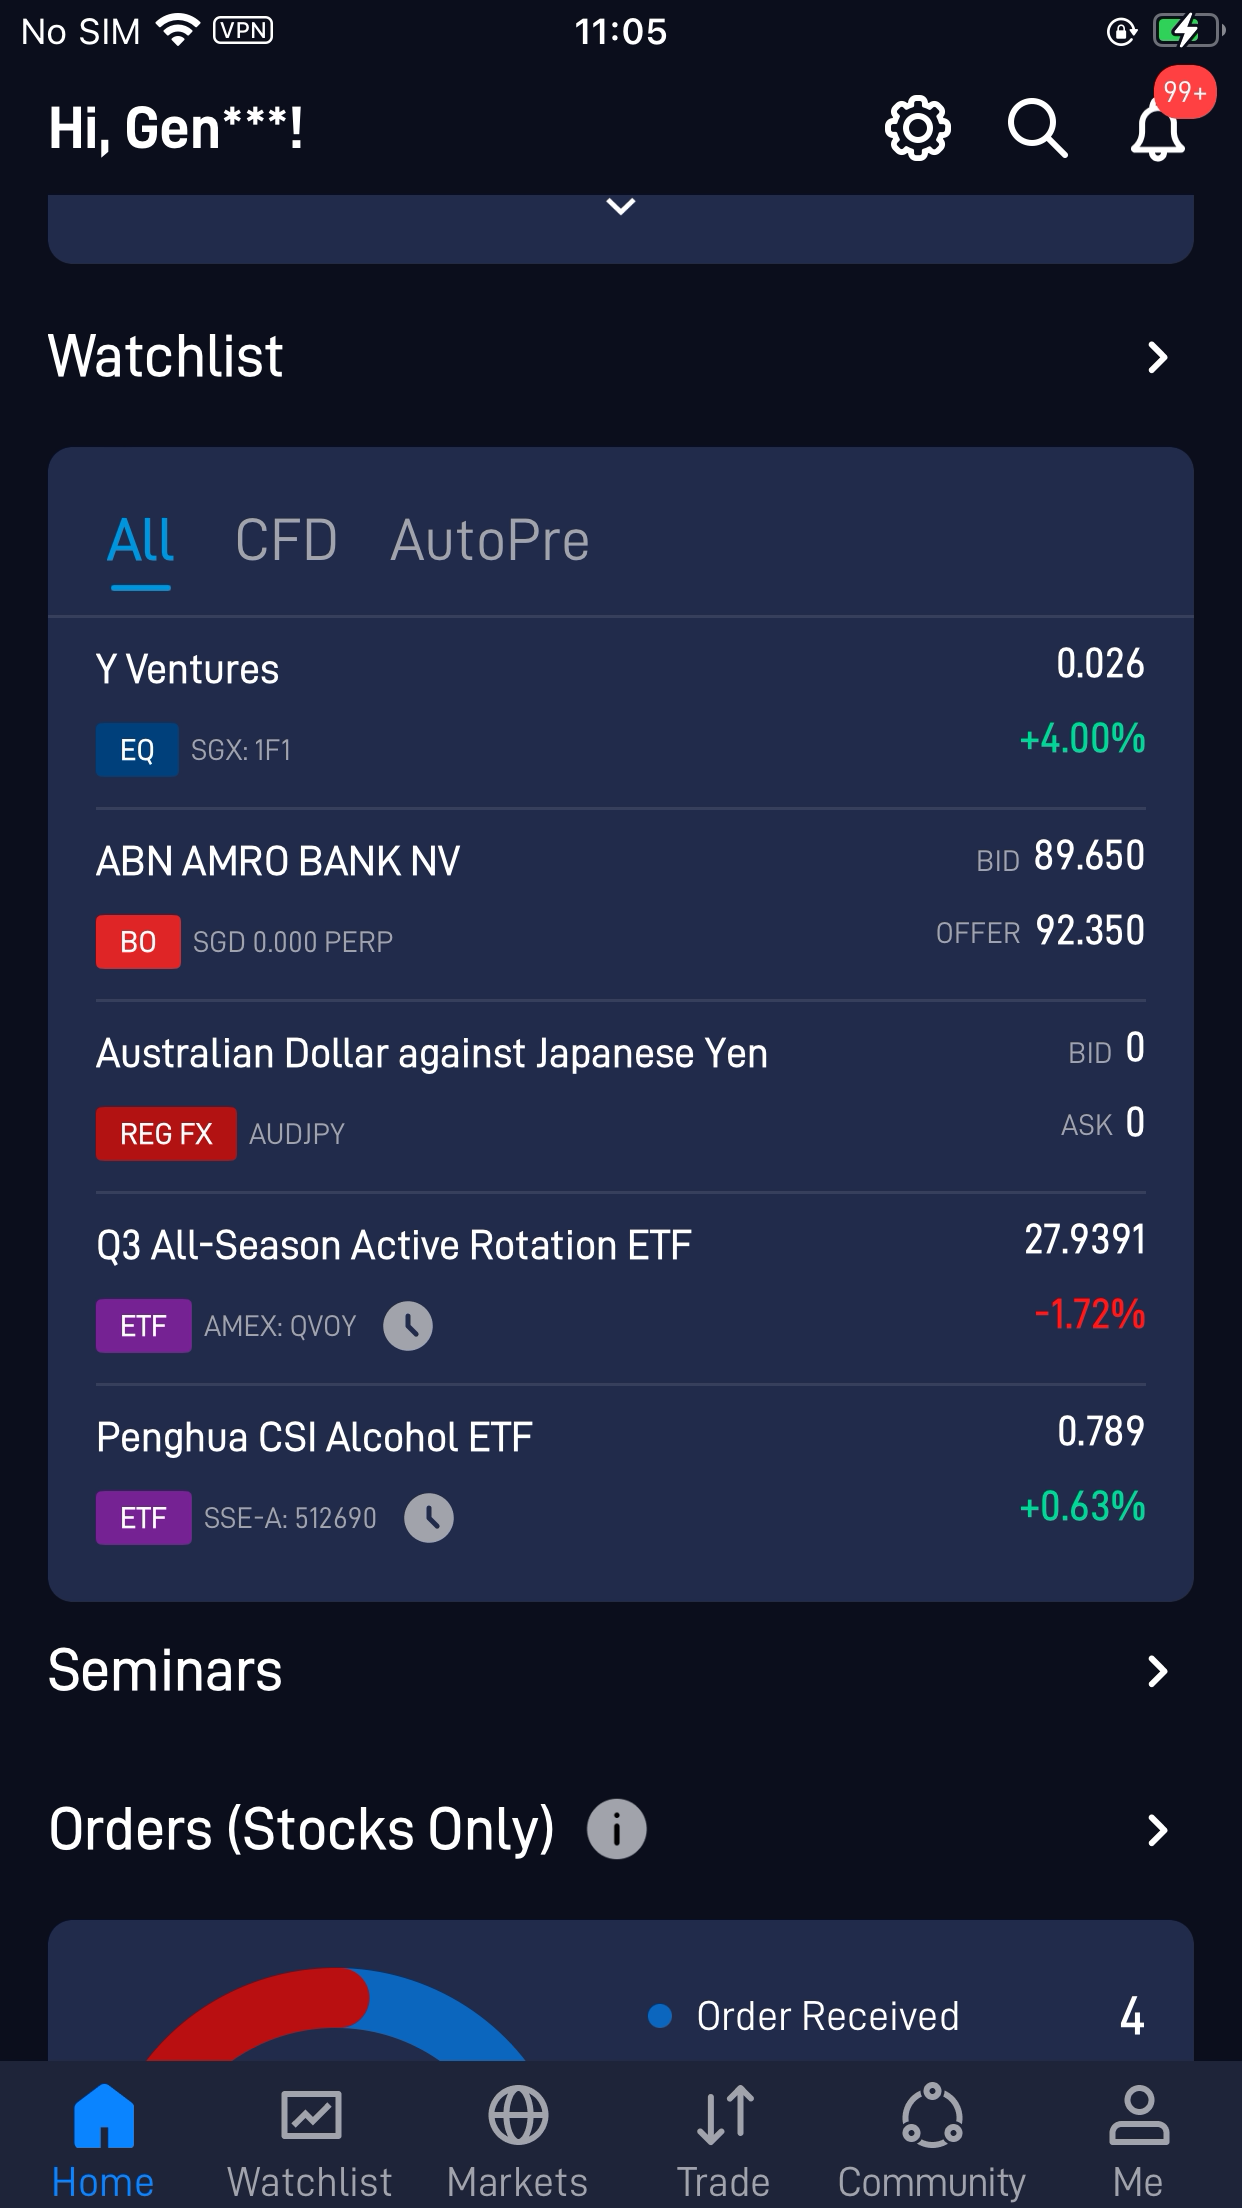 No SIM VPN 11:05
Hi, Gen***! 99+
Watchlist
All CFD AutoPre
Y Ventures 0.026
EQ SGX: 1F1 +4.00%
ABN AMRO BANK NV BID 89.650
BO SGD 0.000 PERP OFFER 92.350
Australian Dollar against Japanese Yen BID 0
REG FX AUDJPY ASK 0
Q3 All-Season Active Rotation ETF 27.9391
ETF AMEX: QVOY -1.72%
Penghua CSI Alcohol ETF 0.789
ETF SSE-A: 512690 +0.63%
Seminars
Orders (Stocks Only)
Order Received 4
Home Watchlist Markets Trade Community Me